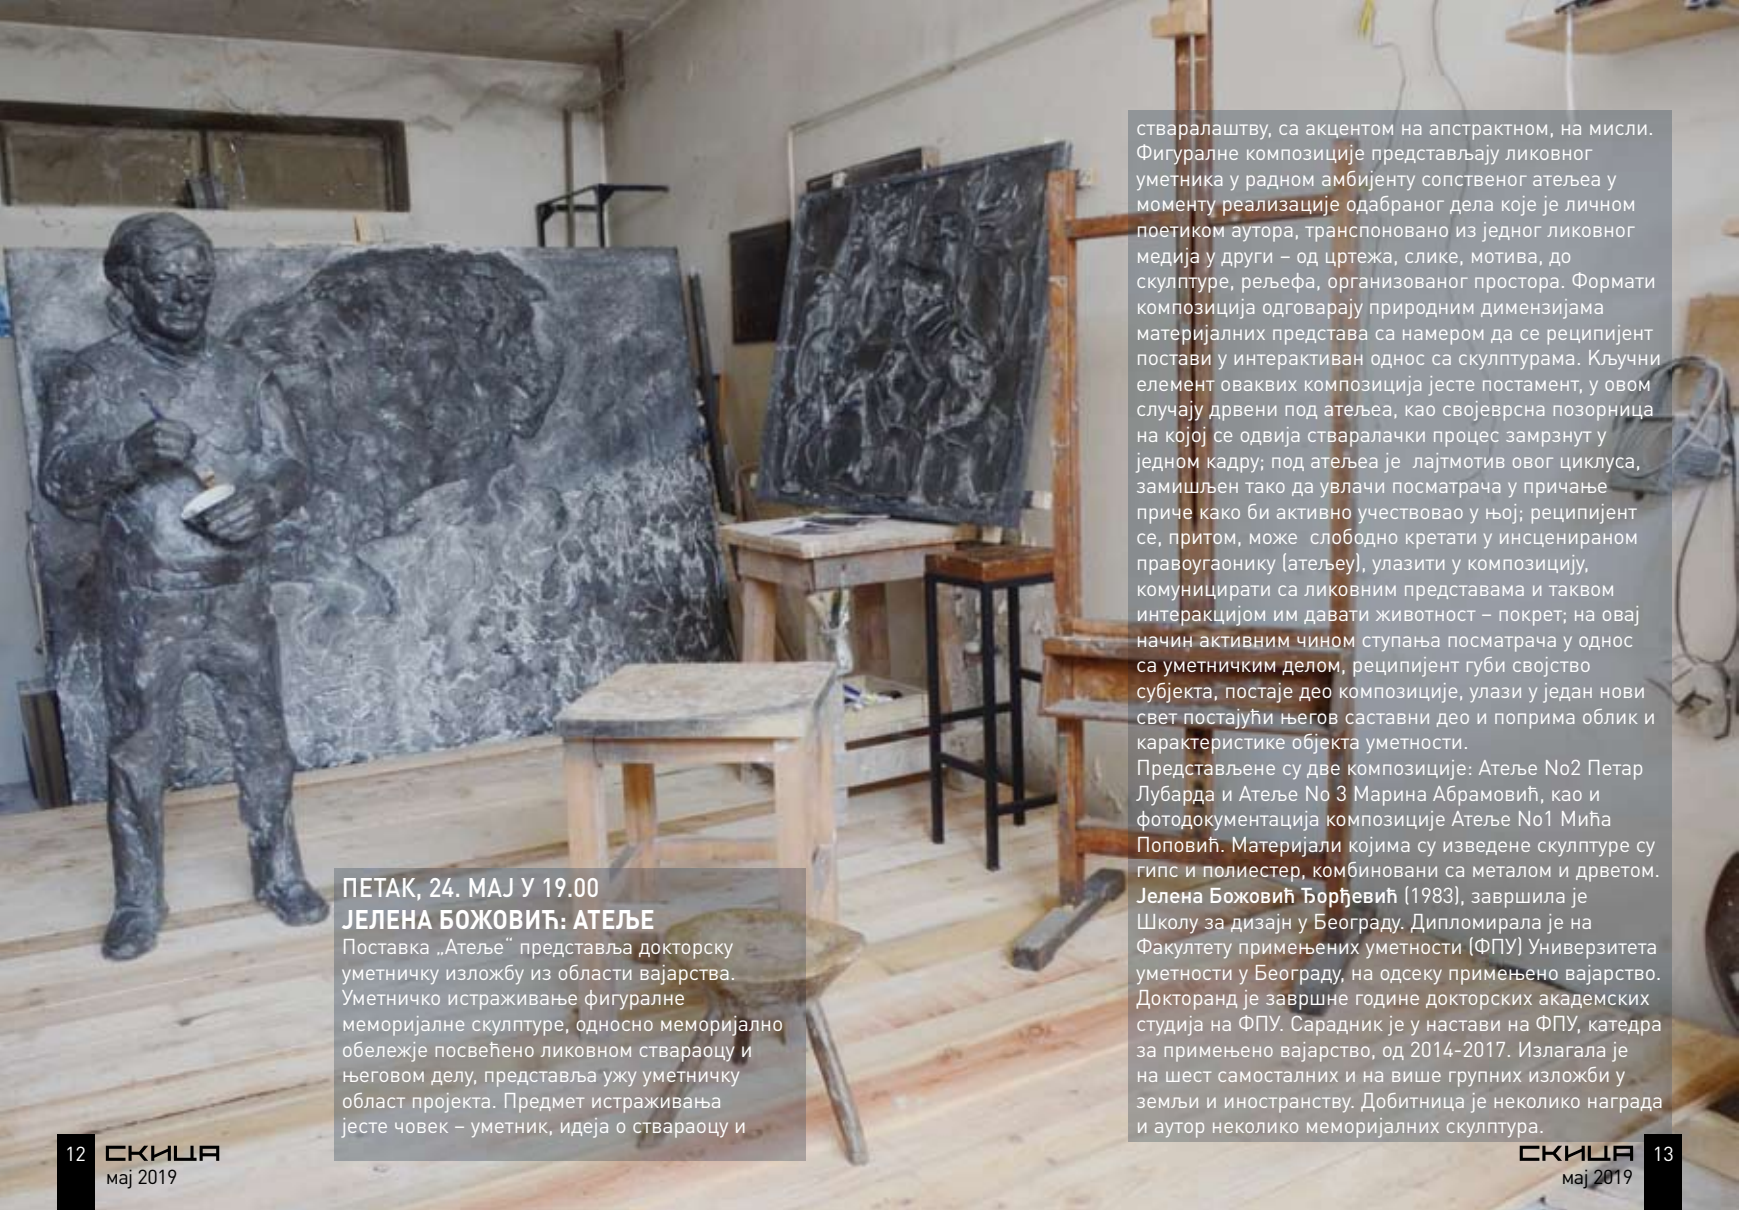 ПЕТАК, 24. МАЈ У 19.00
ЈЕЛЕНА БОЖОВИЋ: АТЕЉЕ
Поставка „Атеље“ представља докторску
уметничку изложбу из области вајарства.
Уметничко истраживање фигуралне
меморијалне скулптуре, односно меморијално
обележје посвећено ликовном ствараоцу и
његовом делу, представља ужу уметничку
област пројекта. Предмет истраживања
јесте човек – уметник, идеја о ствараоцу и
12 СКИЦА
мај 2019
стваралаштву, са акцентом на апстрактном, на мисли.
Фигуралне композиције представљају ликовног
уметника у радном амбијенту сопственог атељеа у
моменту реализације одабраног дела које је личном
поетиком аутора, транспоновано из једног ликовног
медија у други – од цртежа, слике, мотива, до
скулптуре, рељефа, организованог простора. Формати
композиција одговарају природним димензијама
материјалних представа са намером да се реципијент
постави у интерактиван однос са скулптурама. Кључни
елемент оваквих композиција јесте постамент, у овом
случају дрвени под атељеа, као својеврсна позорница
на којој се одвија стваралачки процес замрзнут у
једном кадру; под атељеа је  лајтмотив овог циклуса,
замишљен тако да увлачи посматрача у причање
приче како би активно учествовао у њој; реципијент
се, притом, може  слободно кретати у инсценираном
правоугаонику (атељеу), улазити у композицију,
комуницирати са ликовним представама и таквом
интеракцијом им давати животност – покрет; на овај
начин активним чином ступања посматрача у однос
са уметничким делом, реципијент губи својство
субјекта, постаје део композиције, улази у један нови
свет постајући његов саставни део и поприма облик и
карактеристике објекта уметности.
Представљене су две композиције: Атеље No2 Петар
Лубарда и Атеље No 3 Марина Абрамовић, као и
фотодокументација композиције Атеље No1 Мића
Поповић. Материјали којима су изведене скулптуре су
гипс и полиестер, комбиновани са металом и дрветом.
Јелена Божовић Ђорђевић (1983), завршила је
Школу за дизајн у Београду. Дипломирала је на
Факултету примењених уметности (ФПУ) Универзитета
уметности у Београду, на одсеку примењено вајарство.
Докторанд је завршне године докторских академских
студија на ФПУ. Сарадник је у настави на ФПУ, катедра
за примењено вајарство, од 2014-2017. Излагала је
на шест самосталних и на више групних изложби у
земљи и иностранству. Добитница је неколико награда
и аутор неколико меморијалних скулптура.
СКИЦА 13
мај 2019